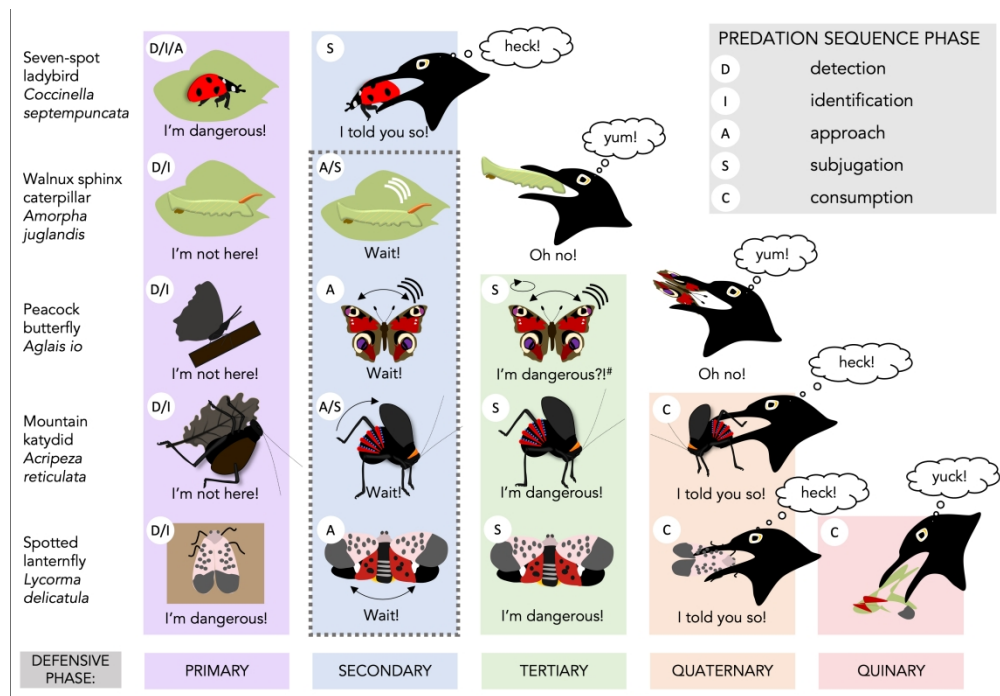 Seven-spot
ladybird
Coccinella
septempuncata
D/I/A
I'm dangerous!
S
I told you so!
heck!
PREDATION SEQUENCE PHASE
D detection
I identification
A approach
S subjugation
C consumption
Walnux sphinx
caterpillar
Amorpha
juglandis
D/I
I'm not here!
A/S
Wait!
yum!
Oh no!
Peacock
butterfly
Aglais io
D/I
I'm not here!
A
Wait!
S
I'm dangerous?!#
yum!
Oh no!
Mountain
katydid
Acripeza
reticulata
D/I
I'm not here!
A/S
Wait!
S
I'm dangerous!
C
I told you so!
heck!
Spotted
lanternfly
Lycorma
delicatula
D/I
I'm dangerous!
A
Wait!
S
I'm dangerous!
C
I told you so!
heck!
C
yuck!
DEFENSIVE
PHASE:
PRIMARY
SECONDARY
TERTIARY
QUATERNARY
QUINARY